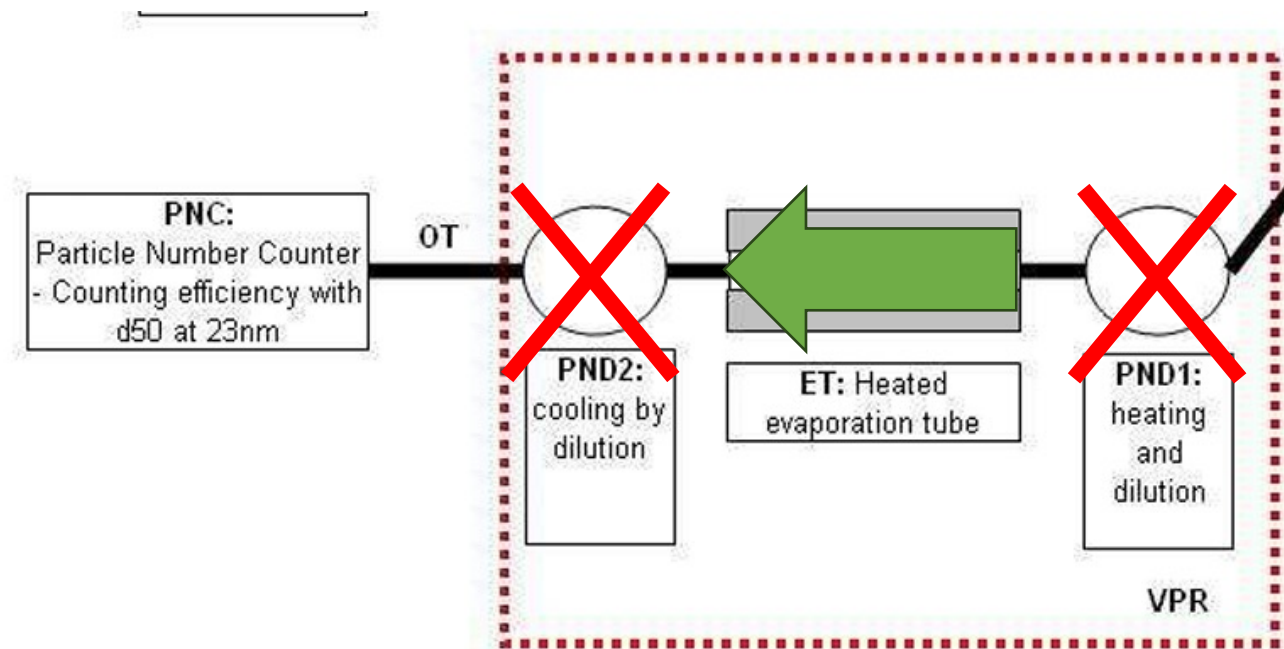 PNC:
Particle Number Counter
- Counting efficiency with
d50 at 23nm
OT
PND2:
cooling by
dilution
ET: Heated
evaporation tube
PND1:
heating
and
dilution
VPR